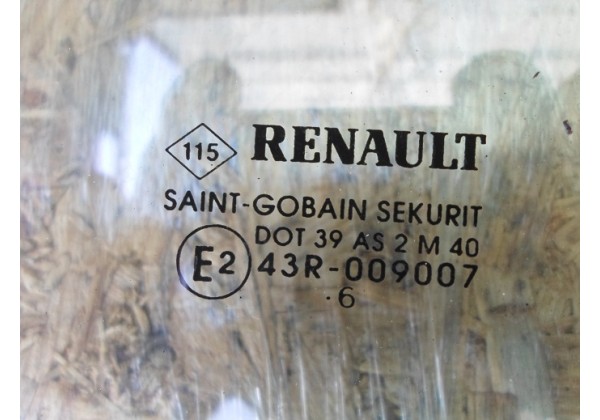 115 RENAULT
SAINT-GOBAIN SEKURIT
DOT 39 AS 2 M 40
E2 43R-009007
.6